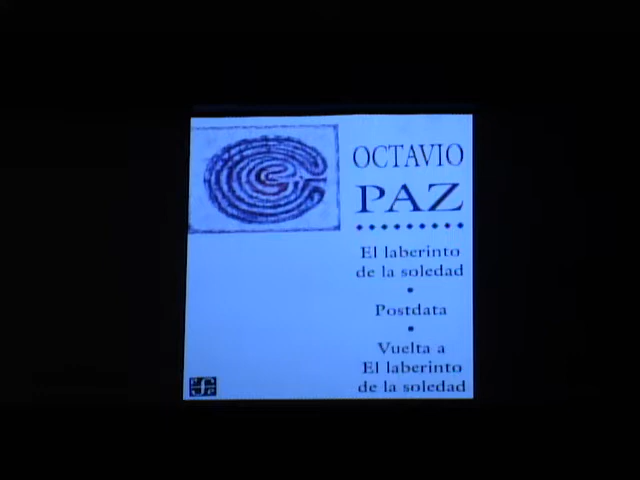 OCTAVIO
PAZ
El laberinto
de la soledad
Postdata
Vuelta a
El laberinto
de la soledad